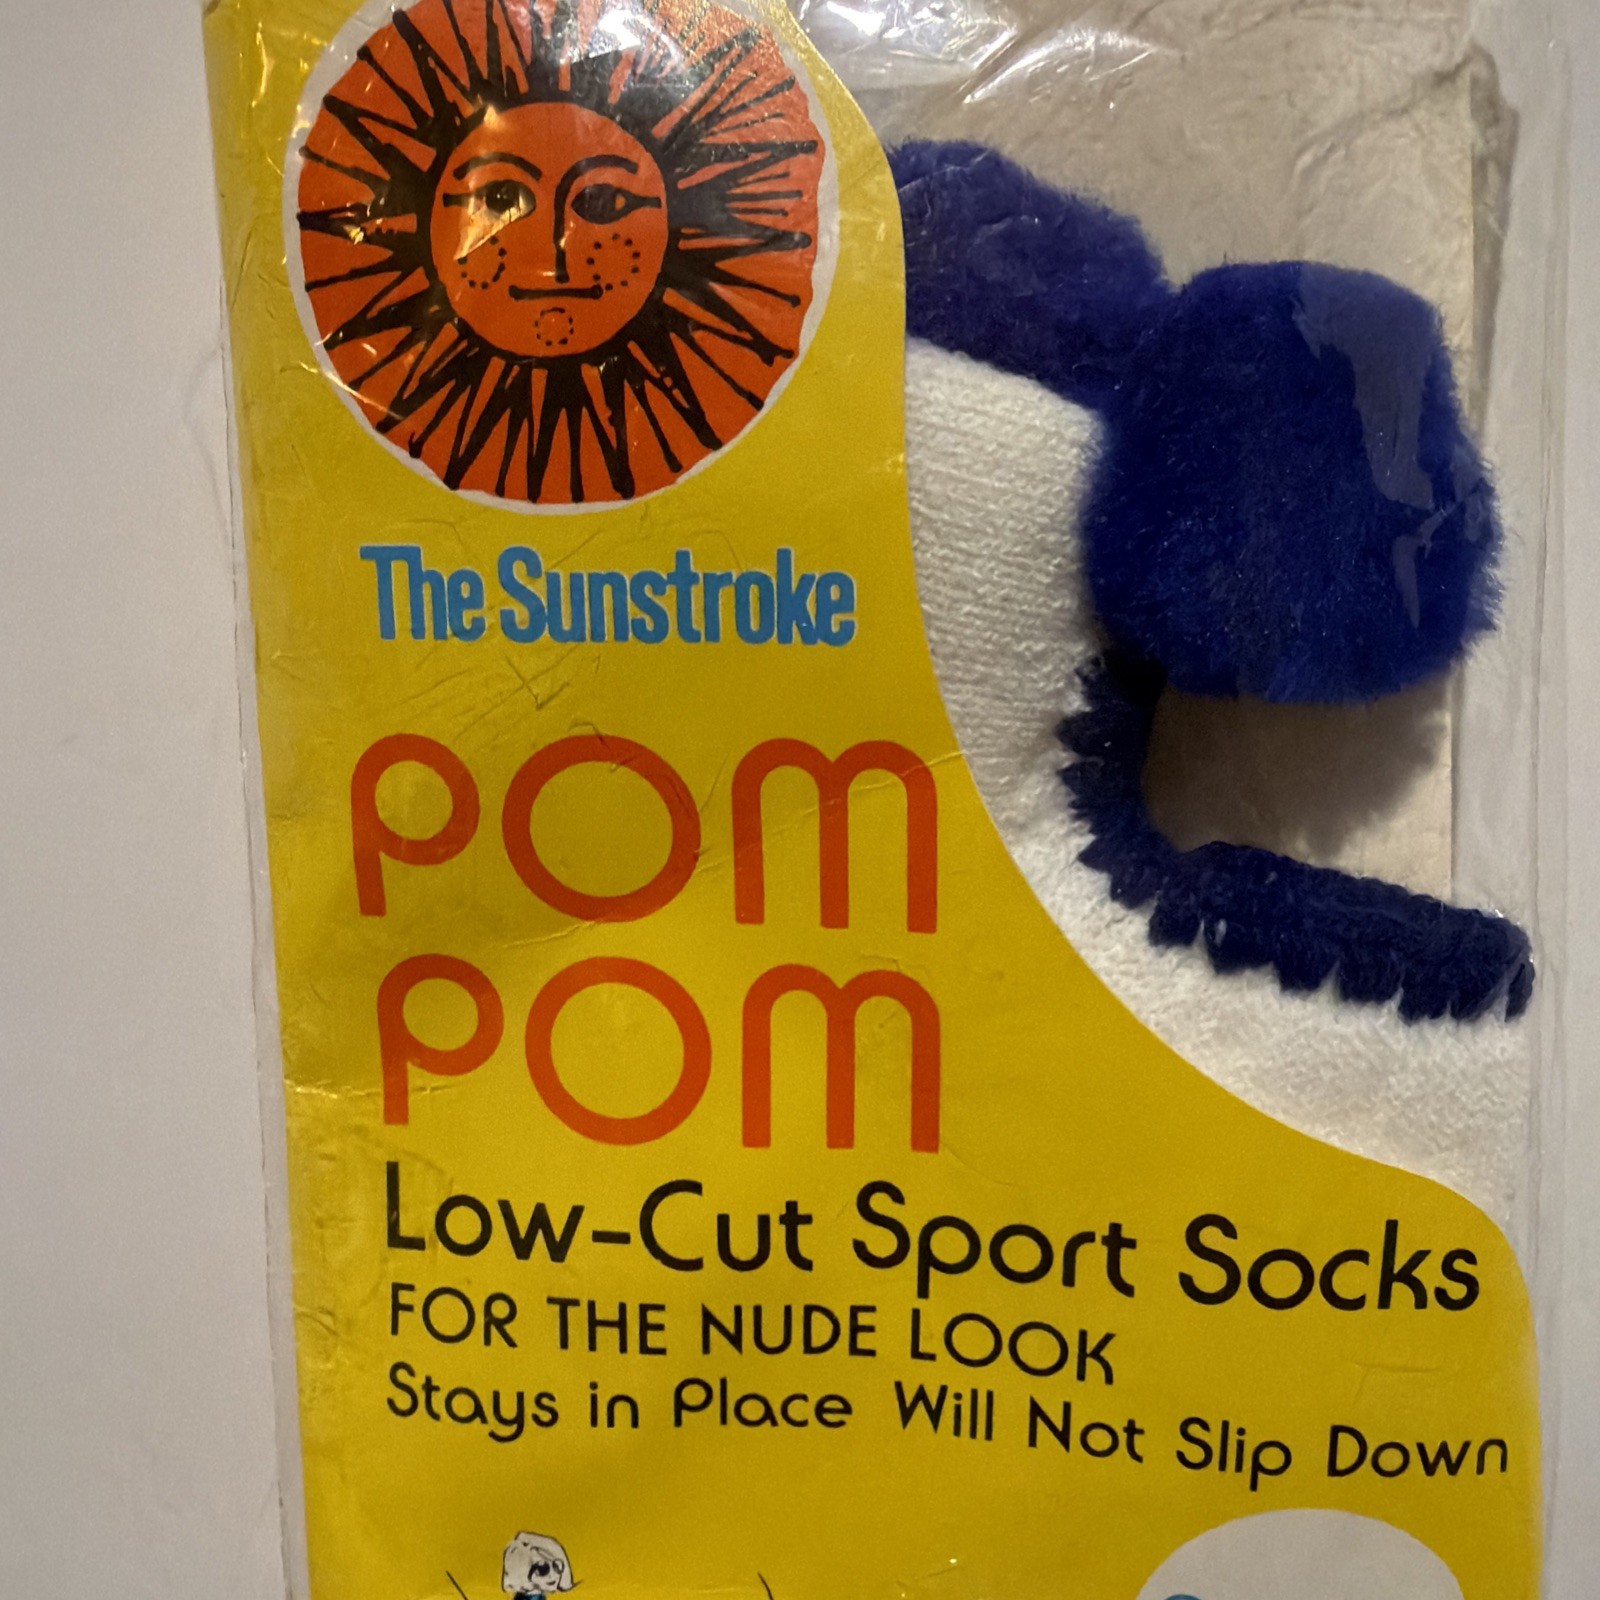 The Sunstroke
POM
POM
Low-Cut Sport Socks
FOR THE NUDE LOOK
Stays in Place Will Not Slip Down